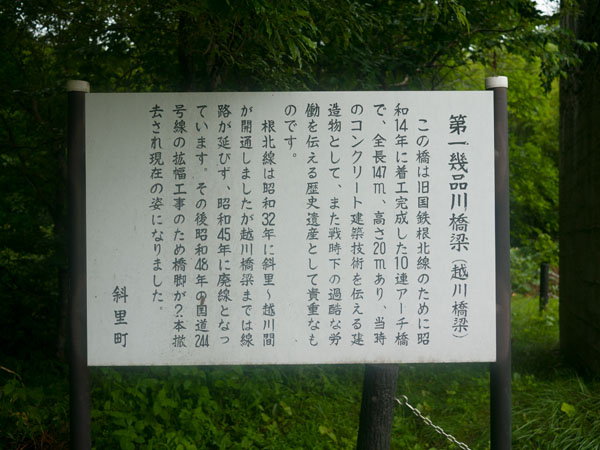 第一幾品川橋梁(越川橋梁)
この橋は旧国鉄根北線のために昭
和14年に着工完成した10連アーチ橋
で、全長147m、高さ20mあり、当時
のコンクリート建築技術を伝える建
造物として、また戦時下の過酷な労
働を伝える歴史遺産として貴重なも
のです。
根北線は昭和32年に斜里~越川間
が開通しましたが越川橋梁までは線
路が延びず、昭和45年に廃線となっ
ています。その後昭和48年の国道244
号線の拡幅工事のため橋脚が2本撤
去され現在の姿になりました。
斜里町